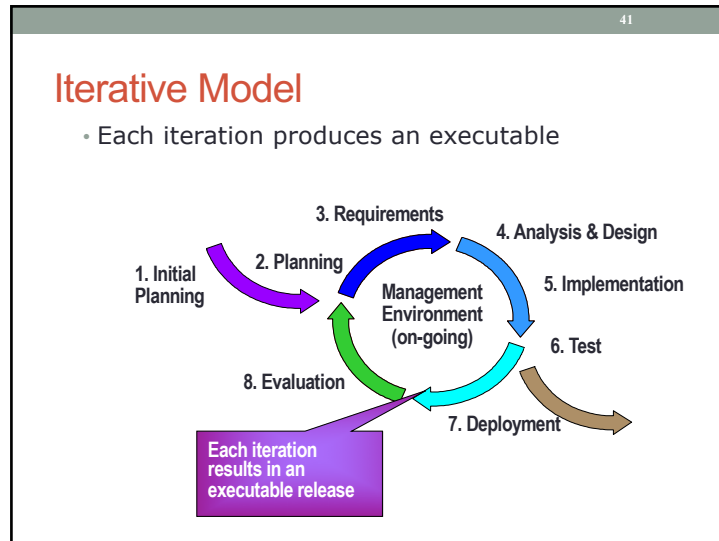 41
Iterative Model
• Each iteration produces an executable
1. Initial
Planning
2. Planning
3. Requirements
4. Analysis & Design
5. Implementation
Management
Environment
(on-going)
6. Test
7. Deployment
8. Evaluation
Each iteration
results in an
executable release